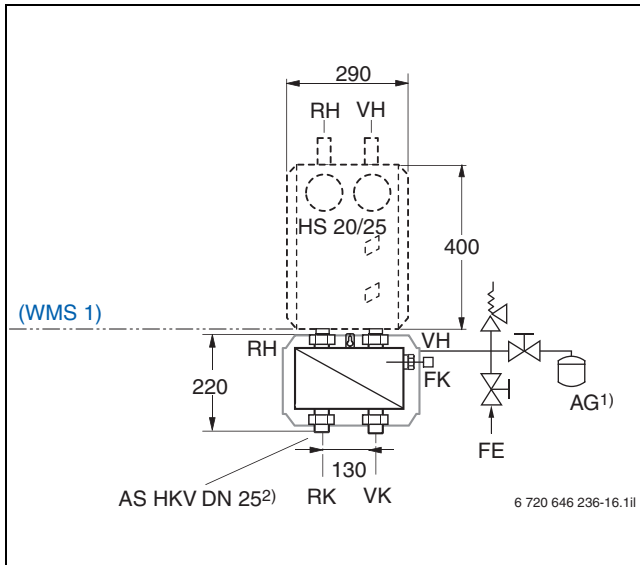 290
RH VH
HS 20/25
400
(WMS 1)
RH VH
FK
220
AG1)
FE
130
AS HKV DN 252)
RK VK
6 720 646 236-16.1il